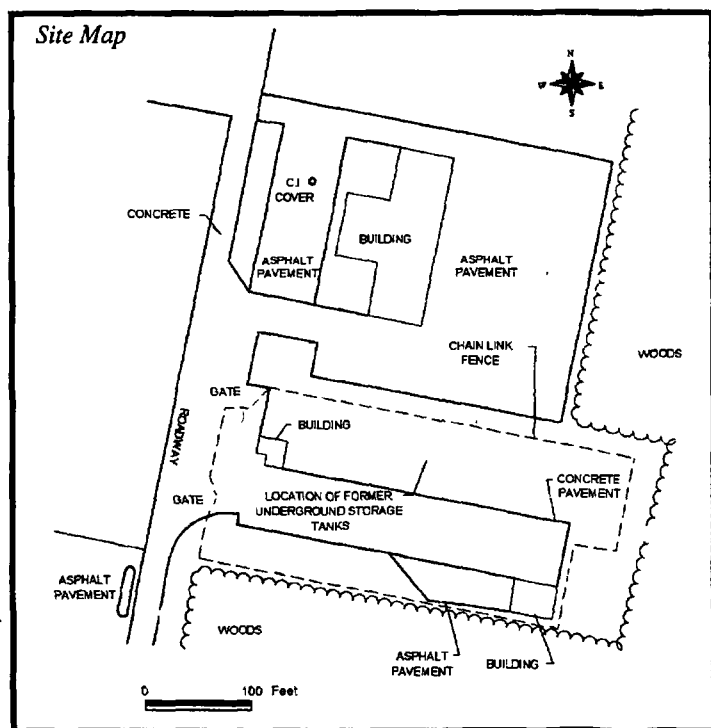 Site Map
N
W E
S
C.I
COVER
CONCRETE
BUILDING
ASPHALT
PAVEMENT
ASPHALT
PAVEMENT
CHAIN LINK
FENCE
WOODS
GATE
BUILDING
ROADWAY
CONCRETE
PAVEMENT
LOCATION OF FORMER
UNDERGROUND STORAGE
TANKS
GATE
ASPHALT
PAVEMENT
WOODS
ASPHALT
PAVEMENT
BUILDING
0 100 Feet